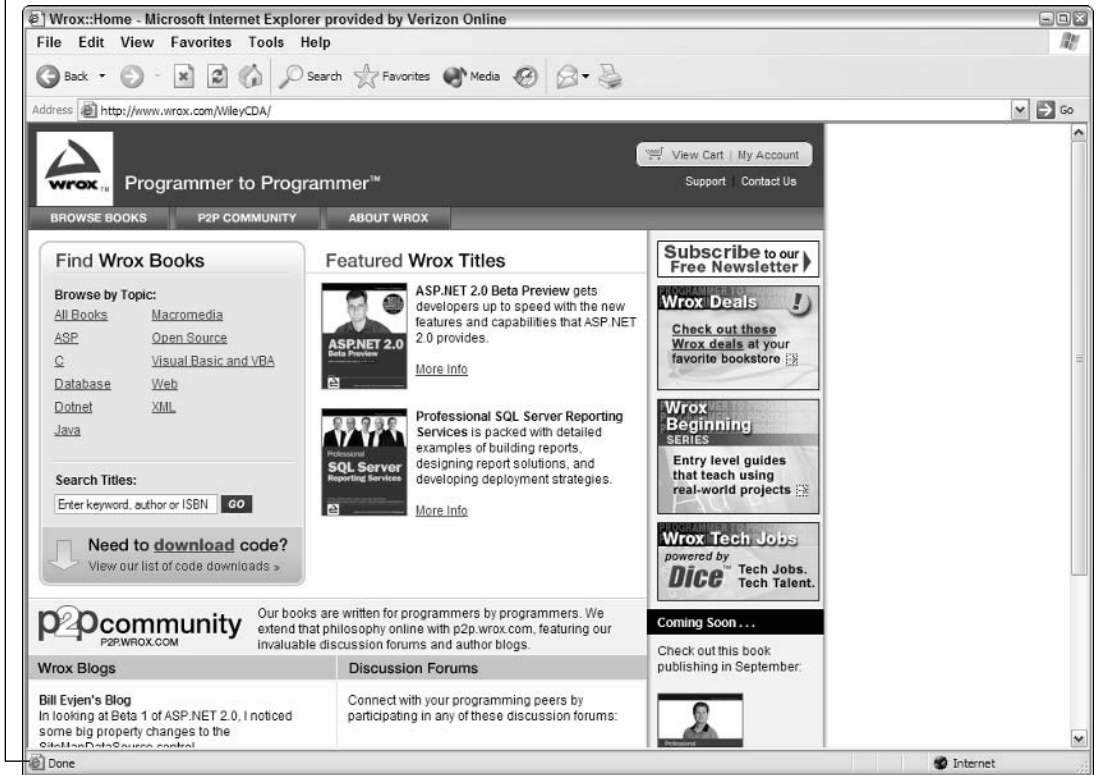 Wrox::Home - Microsoft Internet Explorer provided by Verizon Online
File Edit View Favorites Tools Help
Back Search Favorites Media
Address http://www.wrox.com/WileyCDA/ Go
wrox TM
Programmer to Programmer™
View Cart | My Account
Support Contact Us
BROWSE BOOKS P2P COMMUNITY ABOUT WROX
Find Wrox Books
Browse by Topic:
All Books Macromedia
ASP Open Source
C Visual Basic and VBA
Database Web
Dotnet XML
Java
Search Titles:
Enter keyword, author or ISBN GO
Need to download code?
View our list of code downloads »
Featured Wrox Titles
ASP.NET 2.0
Beta Preview
ASP.NET 2.0 Beta Preview gets
developers up to speed with the new
features and capabilities that ASP.NET
2.0 provides.
More Info
Professional
SQL Server
Reporting Services
Professional SQL Server Reporting
Services is packed with detailed
examples of building reports,
designing report solutions, and
developing deployment strategies.
More Info
Subscribe to our
Free Newsletter
Wrox Deals
Check out these
Wrox deals at your
favorite bookstore
Wrox
Beginning
SERIES
Entry level guides
that teach using
real-world projects
Wrox Tech Jobs
powered by
Dice™ Tech Jobs.
Tech Talent.
Coming Soon . . .
Check out this book
publishing in September:
Professional
p2pcommunity
P2P.WROX.COM
Our books are written for programmers by programmers. We
extend that philosophy online with p2p.wrox.com, featuring our
invaluable discussion forums and author blogs.
Wrox Blogs
Bill Evjen's Blog
In looking at Beta 1 of ASP.NET 2.0, I noticed
some big property changes to the
SiteMapDataSource control
Discussion Forums
Connect with your programming peers by
participating in any of these discussion forums:
Done Internet